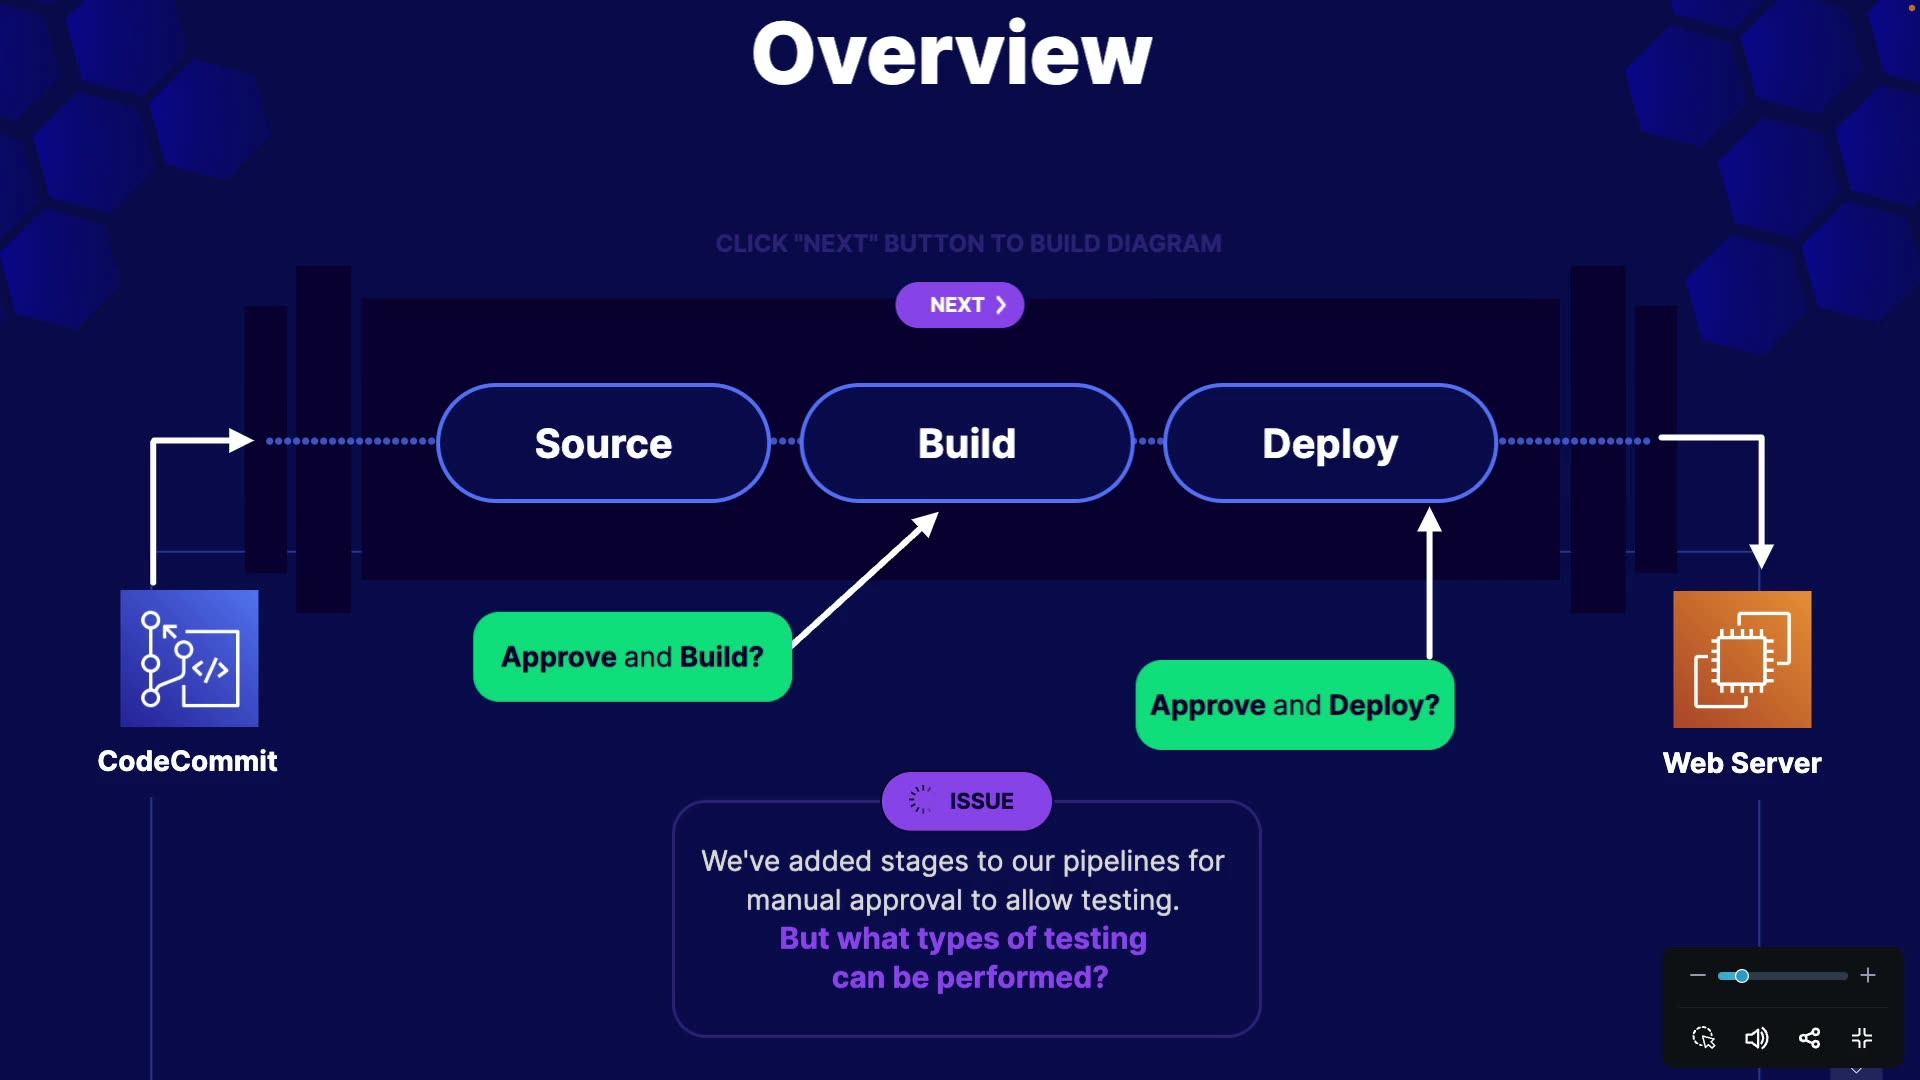 Overview
CLICK "NEXT" BUTTON TO BUILD DIAGRAM
NEXT
Source
Build
Deploy
Approve and Build?
Approve and Deploy?
CodeCommit
Web Server
ISSUE
We've added stages to our pipelines for
manual approval to allow testing.
But what types of testing
can be performed?